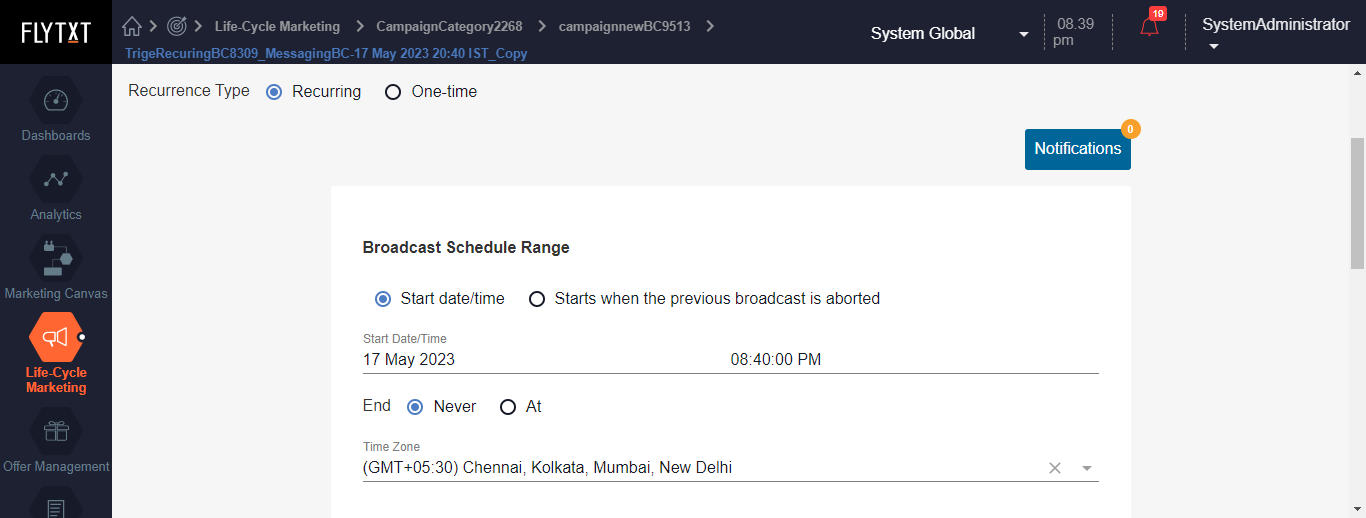 FLYTXT
Life-Cycle Marketing
CampaignCategory2268
campaignnewBC9513
TrigeRecuringBC8309_MessagingBC-17 May 2023 20:40 IST_Copy
System Global
08.39
pm
19
SystemAdministrator
Dashboards
Analytics
Marketing Canvas
Life-Cycle
Marketing
Offer Management
Recurrence Type Recurring One-time
0
Notifications
Broadcast Schedule Range
Start date/time Starts when the previous broadcast is aborted
Start Date/Time
17 May 2023 08:40:00 PM
End Never At
Time Zone
(GMT+05:30) Chennai, Kolkata, Mumbai, New Delhi